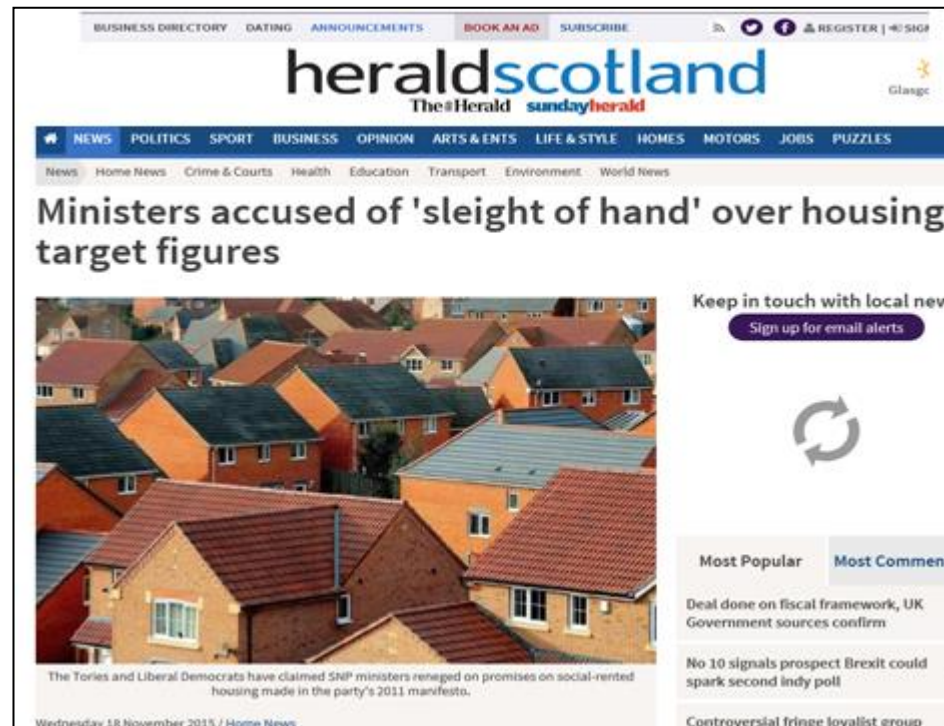 BUSINESS DIRECTORY DATING ANNOUNCEMENTS BOOK AN AD SUBSCRIBE REGISTER |
heraldscotland
The Herald sundayherald
NEWS POLITICS SPORT BUSINESS OPINION ARTS & ENTS LIFE & STYLE HOMES MOTORS JOBS PUZZLES
News Home News Crime & Courts Health Education Transport Environment World News
Ministers accused of 'sleight of hand' over housing
target figures
Keep in touch with local
Sign up for email alerts
The Tories and Liberal Democrats have claimed SNP ministers reneged on promises on social-rented
housing made in the party's 2011 manifesto.
Wednesday 18 November 2015 / Home News
Most Popular Most Commen
Deal done on fiscal framework, UK
Government sources confirm
No 10 signals prospect Brexit could
spark second indy poll
Controversial fringe loyalist group